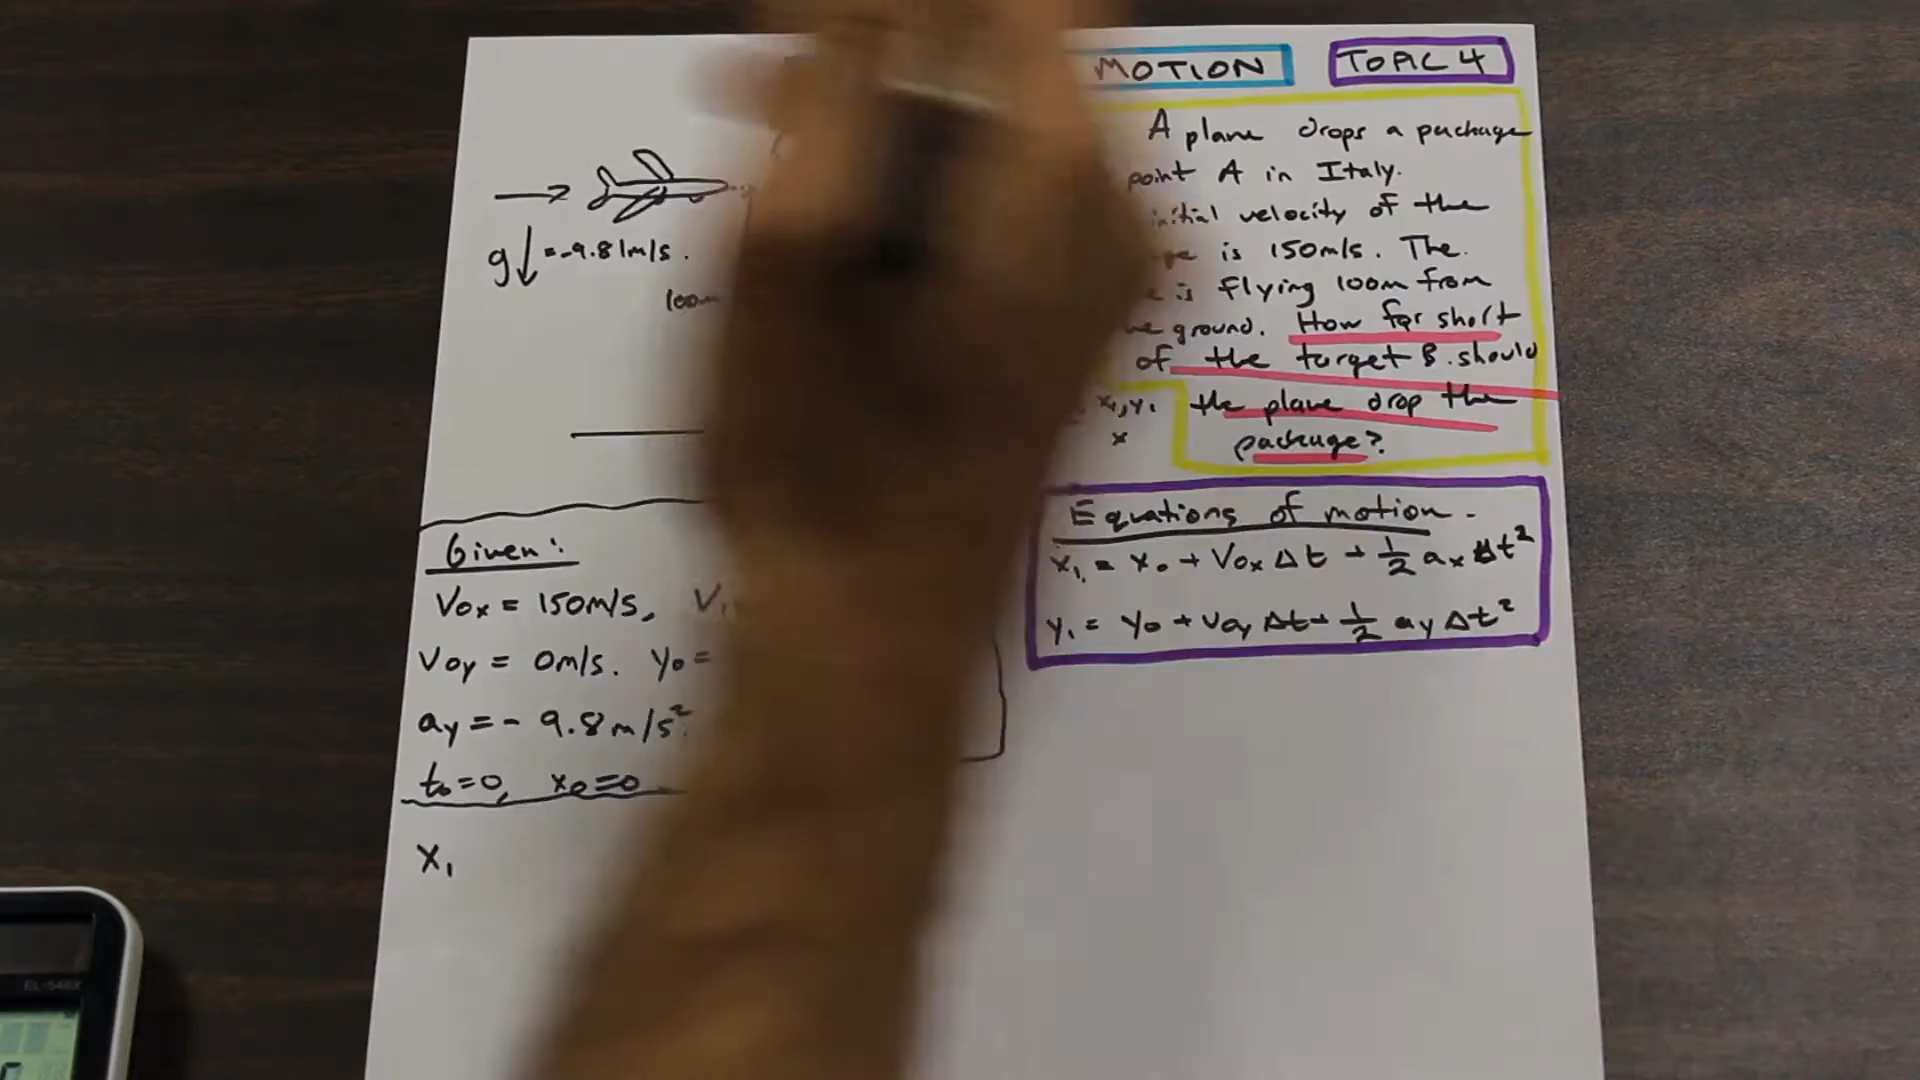 MOTION
TOPIC 4
A plane drops a package
point A in Italy.
initial velocity of the
is 150m/s. The.
is flying 100m from
ground. How far short
of the target B. should
x₁,y₁ the plane drop the
x
package?
g↓ =-9.81m/s.
100m
Equations of motion -
x₁ = x₀ + V₀x Δt + 1/2 ax Δt²
y₁ = y₀ + V₀y Δt + 1/2 ay Δt²
Given:
V₀x = 150m/s,
V₀y = 0m/s. y₀ =
ay = - 9.8m/s²
t₀=0, x₀=0
x₁
EL-546X